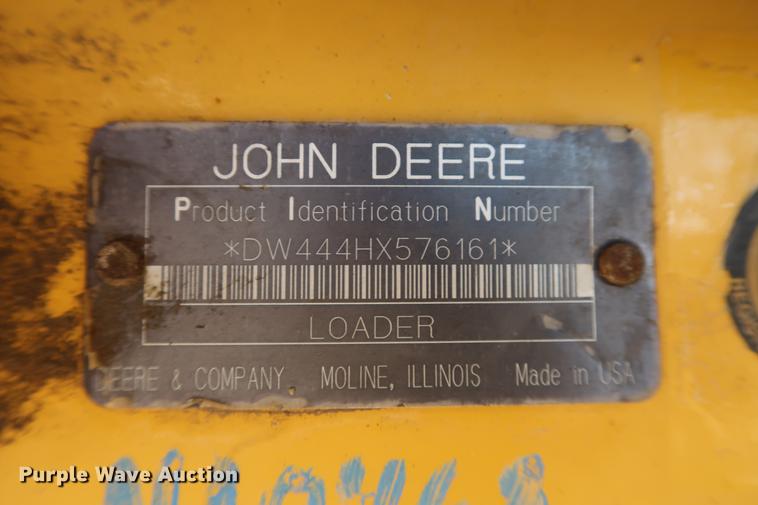 JOHN DEERE
Product Identification Number
*DW444HX576161*
LOADER
DEERE & COMPANY MOLINE, ILLINOIS Made in USA
Purple Wave Auction